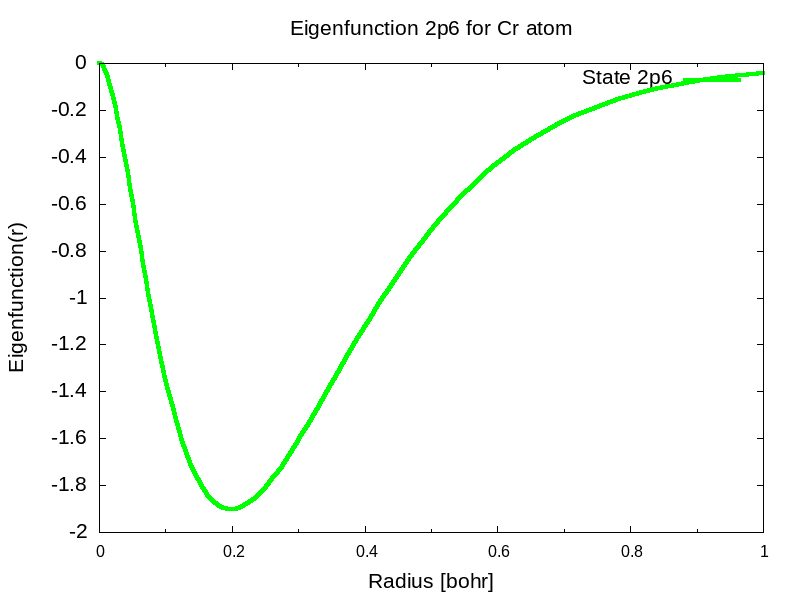 Eigenfunction 2p6 for Cr atom
State 2p6
0
-0.2
-0.4
-0.6
-0.8
-1
-1.2
-1.4
-1.6
-1.8
-2
Eigenfunction(r)
0 0.2 0.4 0.6 0.8 1
Radius [bohr]